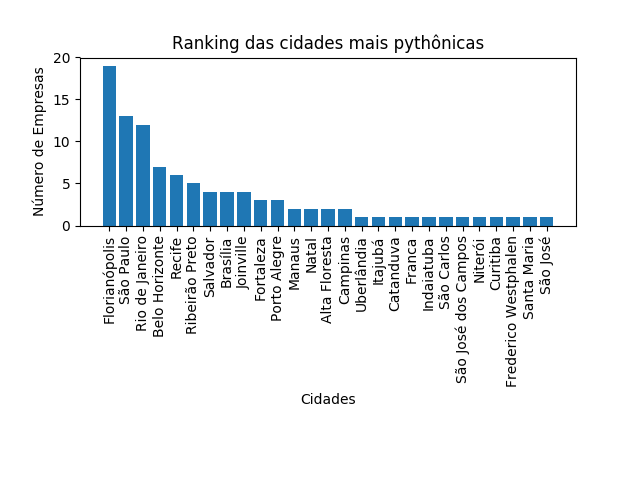 Ranking das cidades mais pythônicas
Número de Empresas
20
15
10
5
0
Florianópolis
São Paulo
Rio de Janeiro
Belo Horizonte
Recife
Ribeirão Preto
Salvador
Brasília
Joinville
Fortaleza
Porto Alegre
Manaus
Natal
Alta Floresta
Campinas
Uberlândia
Itajubá
Catanduva
Franca
Indaiatuba
São Carlos
São José dos Campos
Niterói
Curitiba
Frederico Westphalen
Santa Maria
São José
Cidades